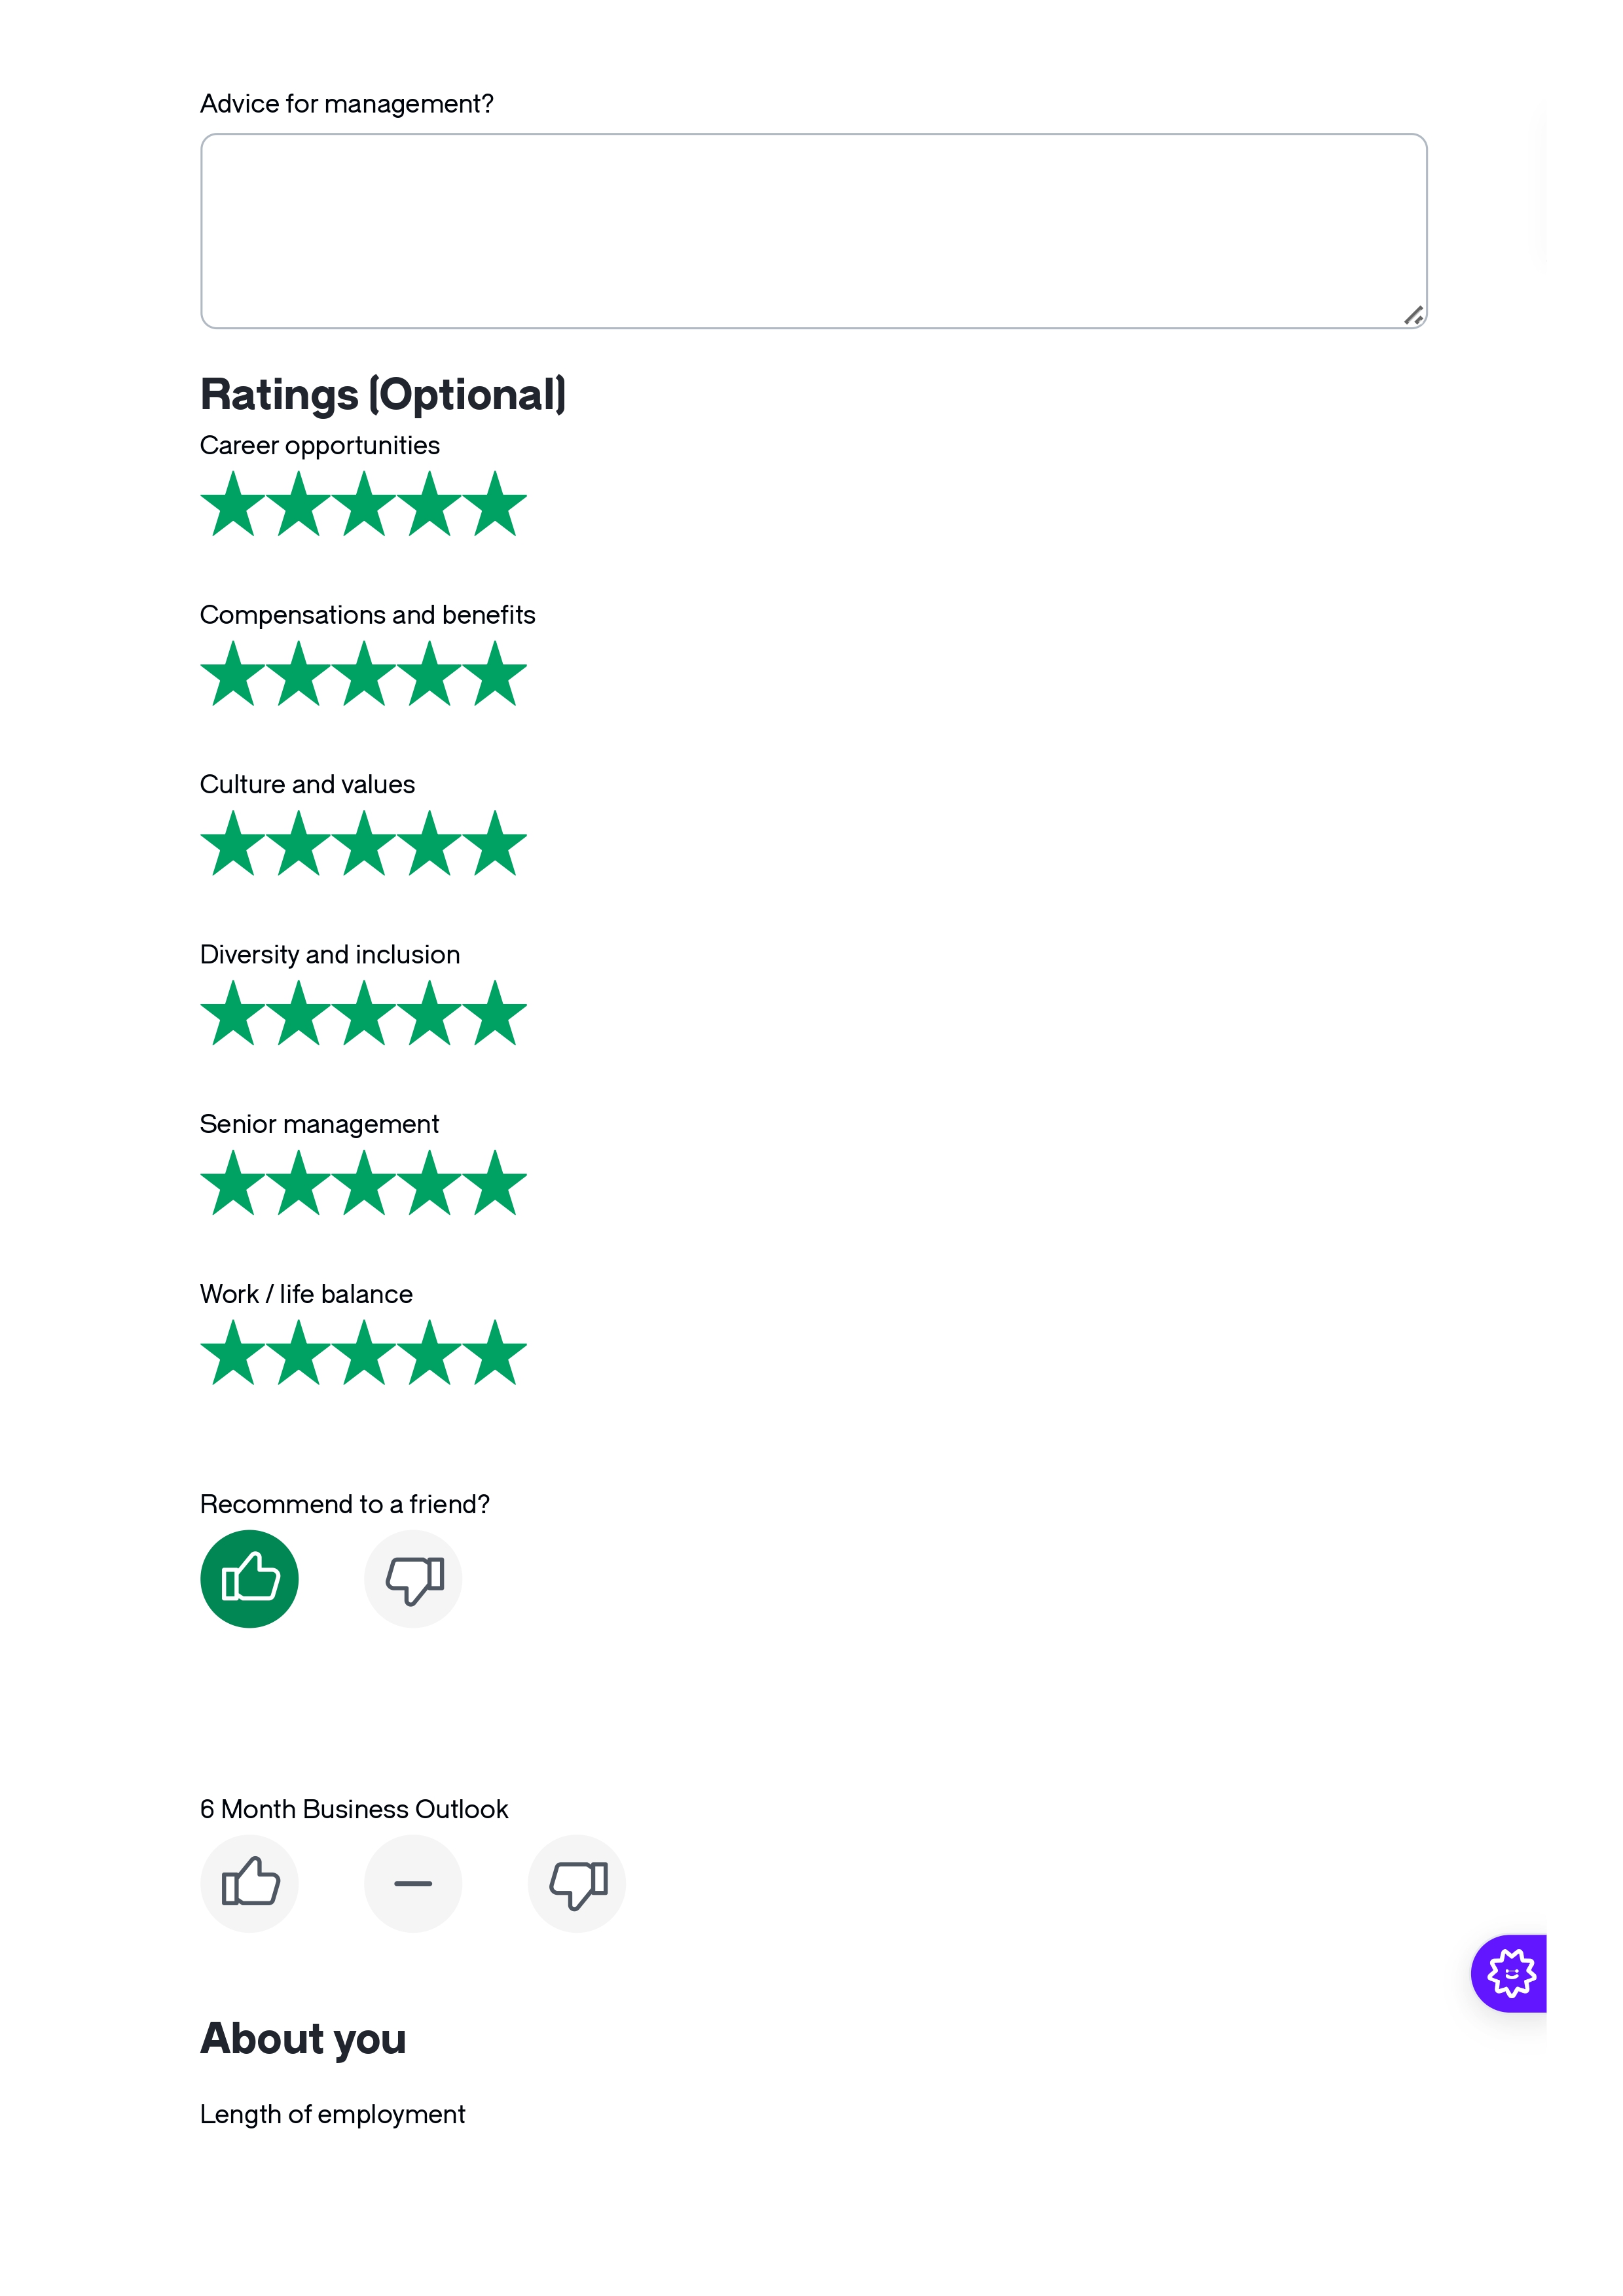 Advice for management?
Ratings (Optional)
Career opportunities
Compensations and benefits
Culture and values
Diversity and inclusion
Senior management
Work / life balance
Recommend to a friend?
6 Month Business Outlook
About you
Length of employment